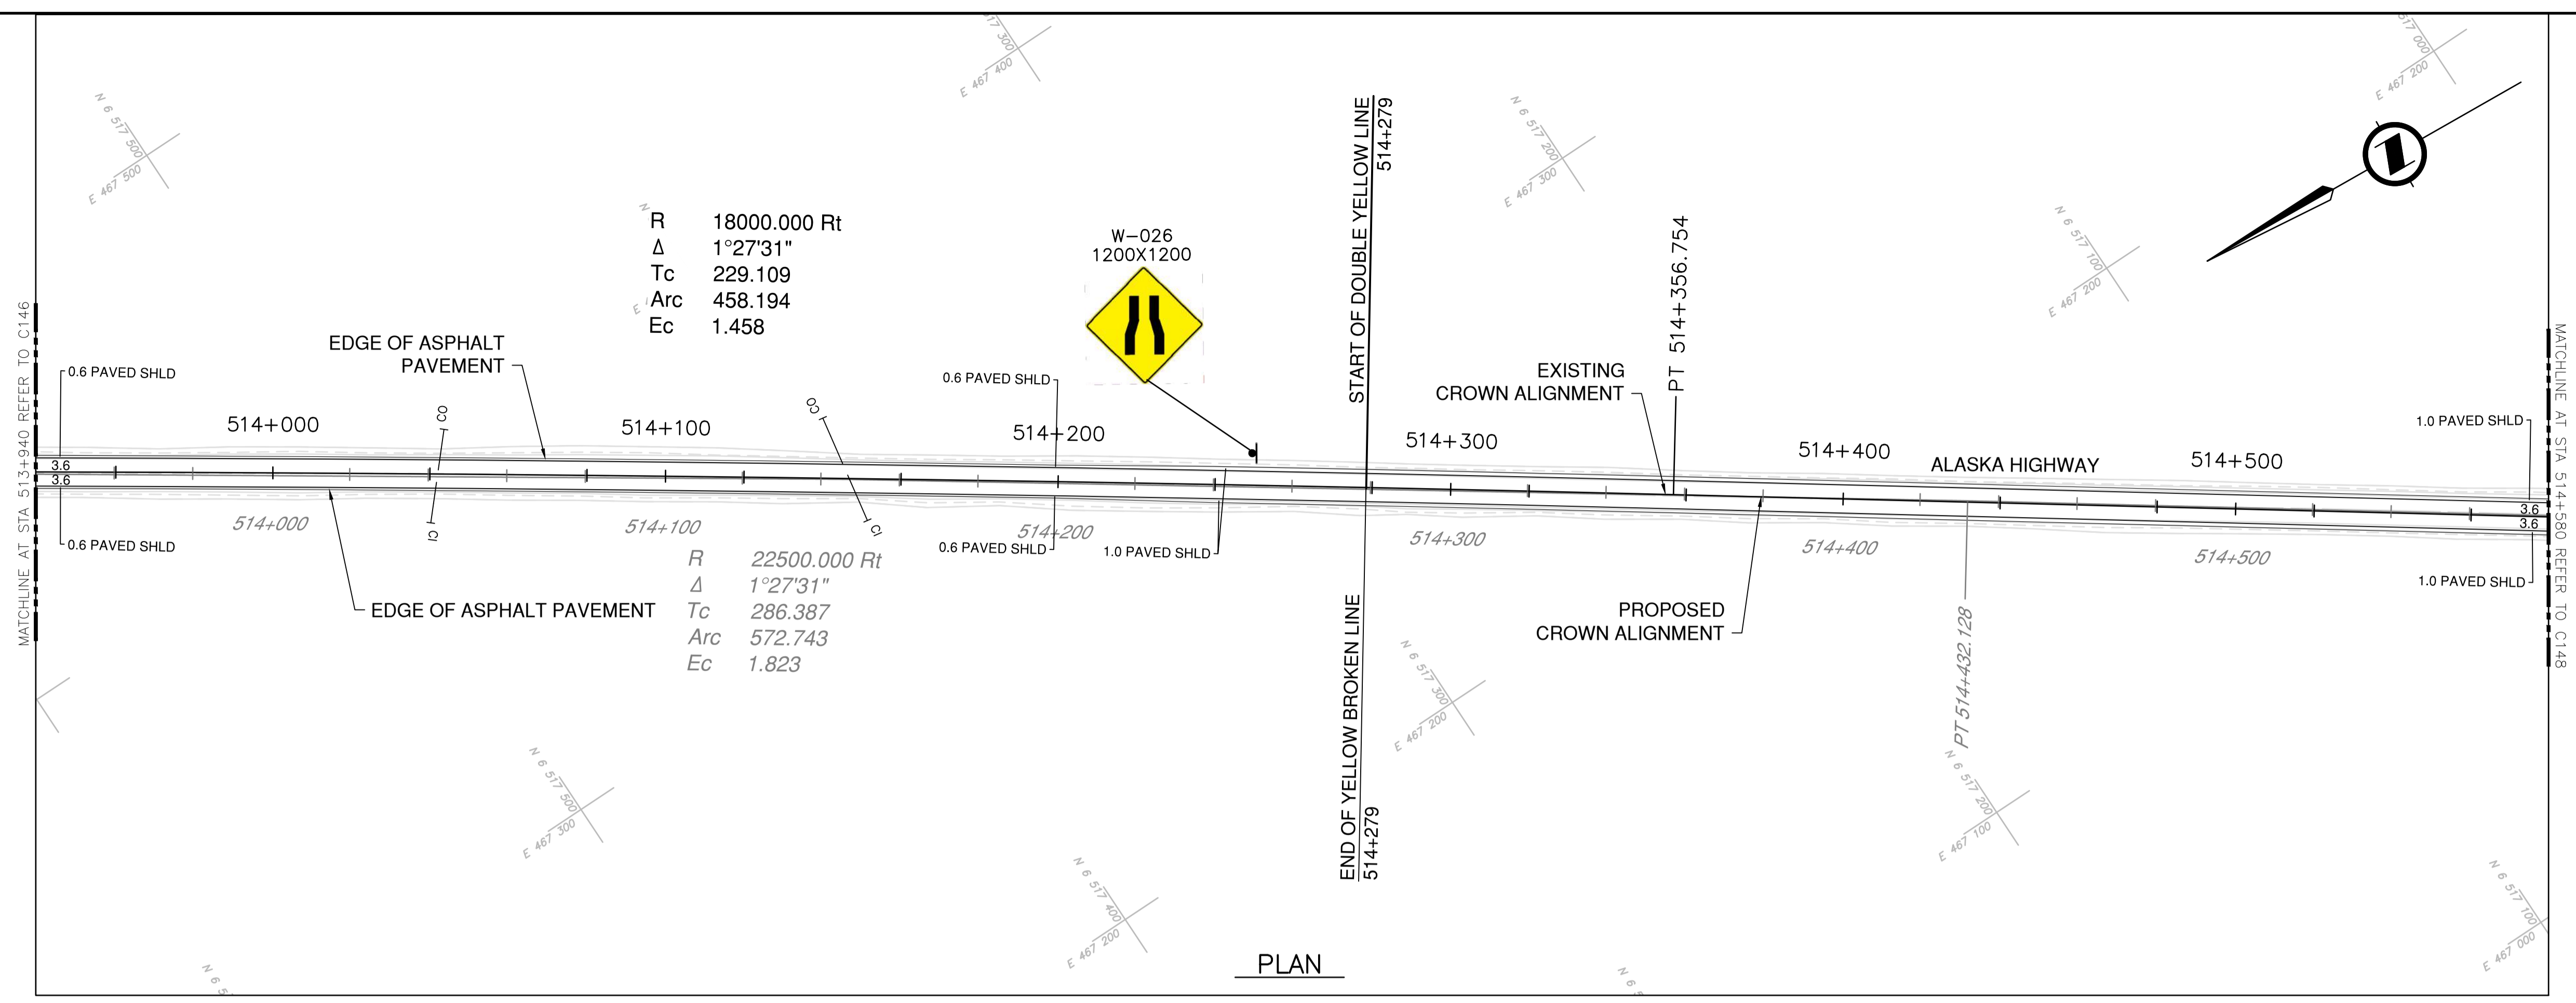 517 300
E 467 400
517 000
E 467 200
N 6 517 500
E 467 500
N 6 517 200
E 467 300
N 6 517 100
E 467 200
START OF DOUBLE YELLOW LINE
514+279
R 18000.000 Rt
Δ 1°27'31"
Tc 229.109
Arc 458.194
Ec 1.458
N
E
W-026
1200X1200
PT 514+356.754
MATCHLINE AT STA 513+940 REFER TO C146
MATCHLINE AT STA 514+580 REFER TO C148
EDGE OF ASPHALT
PAVEMENT
0.6 PAVED SHLD
0.6 PAVED SHLD
EXISTING
CROWN ALIGNMENT
1.0 PAVED SHLD
CO
CO
514+000
514+100
514+200
514+300
514+400
ALASKA HIGHWAY
514+500
3.6
3.6
3.6
3.6
CI
CI
514+000
514+100
514+200
514+300
514+400
514+500
0.6 PAVED SHLD
0.6 PAVED SHLD
1.0 PAVED SHLD
1.0 PAVED SHLD
R 22500.000 Rt
Δ 1°27'31"
Tc 286.387
Arc 572.743
Ec 1.823
EDGE OF ASPHALT PAVEMENT
PROPOSED
CROWN ALIGNMENT
END OF YELLOW BROKEN LINE
514+279
PT 514+432.128
N 6 517 300
E 467 200
N 6 517 500
E 467 300
N 6 517 200
E 467 100
N 6 517 400
E 467 200
N 6 517 100
E 467 000
N 6 5
N 6 5
PLAN